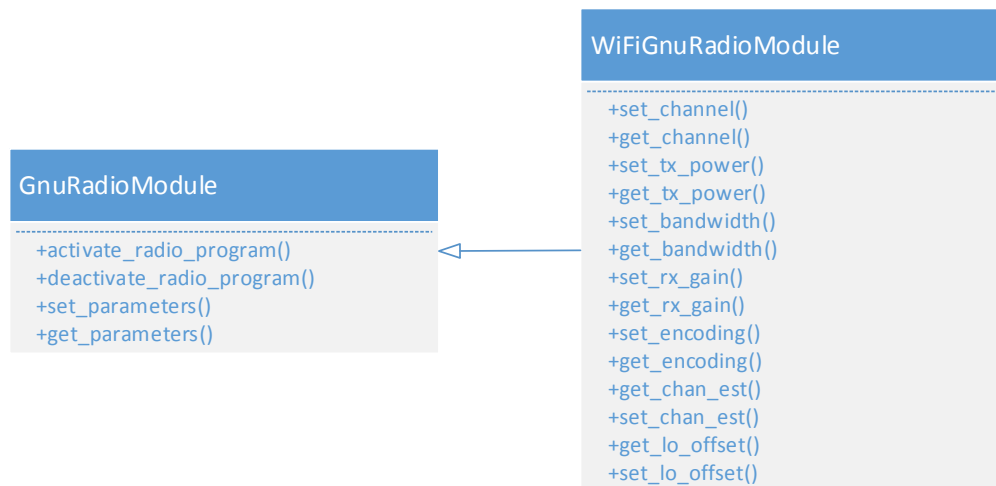 GnuRadioModule
+activate_radio_program()
+deactivate_radio_program()
+set_parameters()
+get_parameters()
WiFiGnuRadioModule
+set_channel()
+get_channel()
+set_tx_power()
+get_tx_power()
+set_bandwidth()
+get_bandwidth()
+set_rx_gain()
+get_rx_gain()
+set_encoding()
+get_encoding()
+get_chan_est()
+set_chan_est()
+get_lo_offset()
+set_lo_offset()